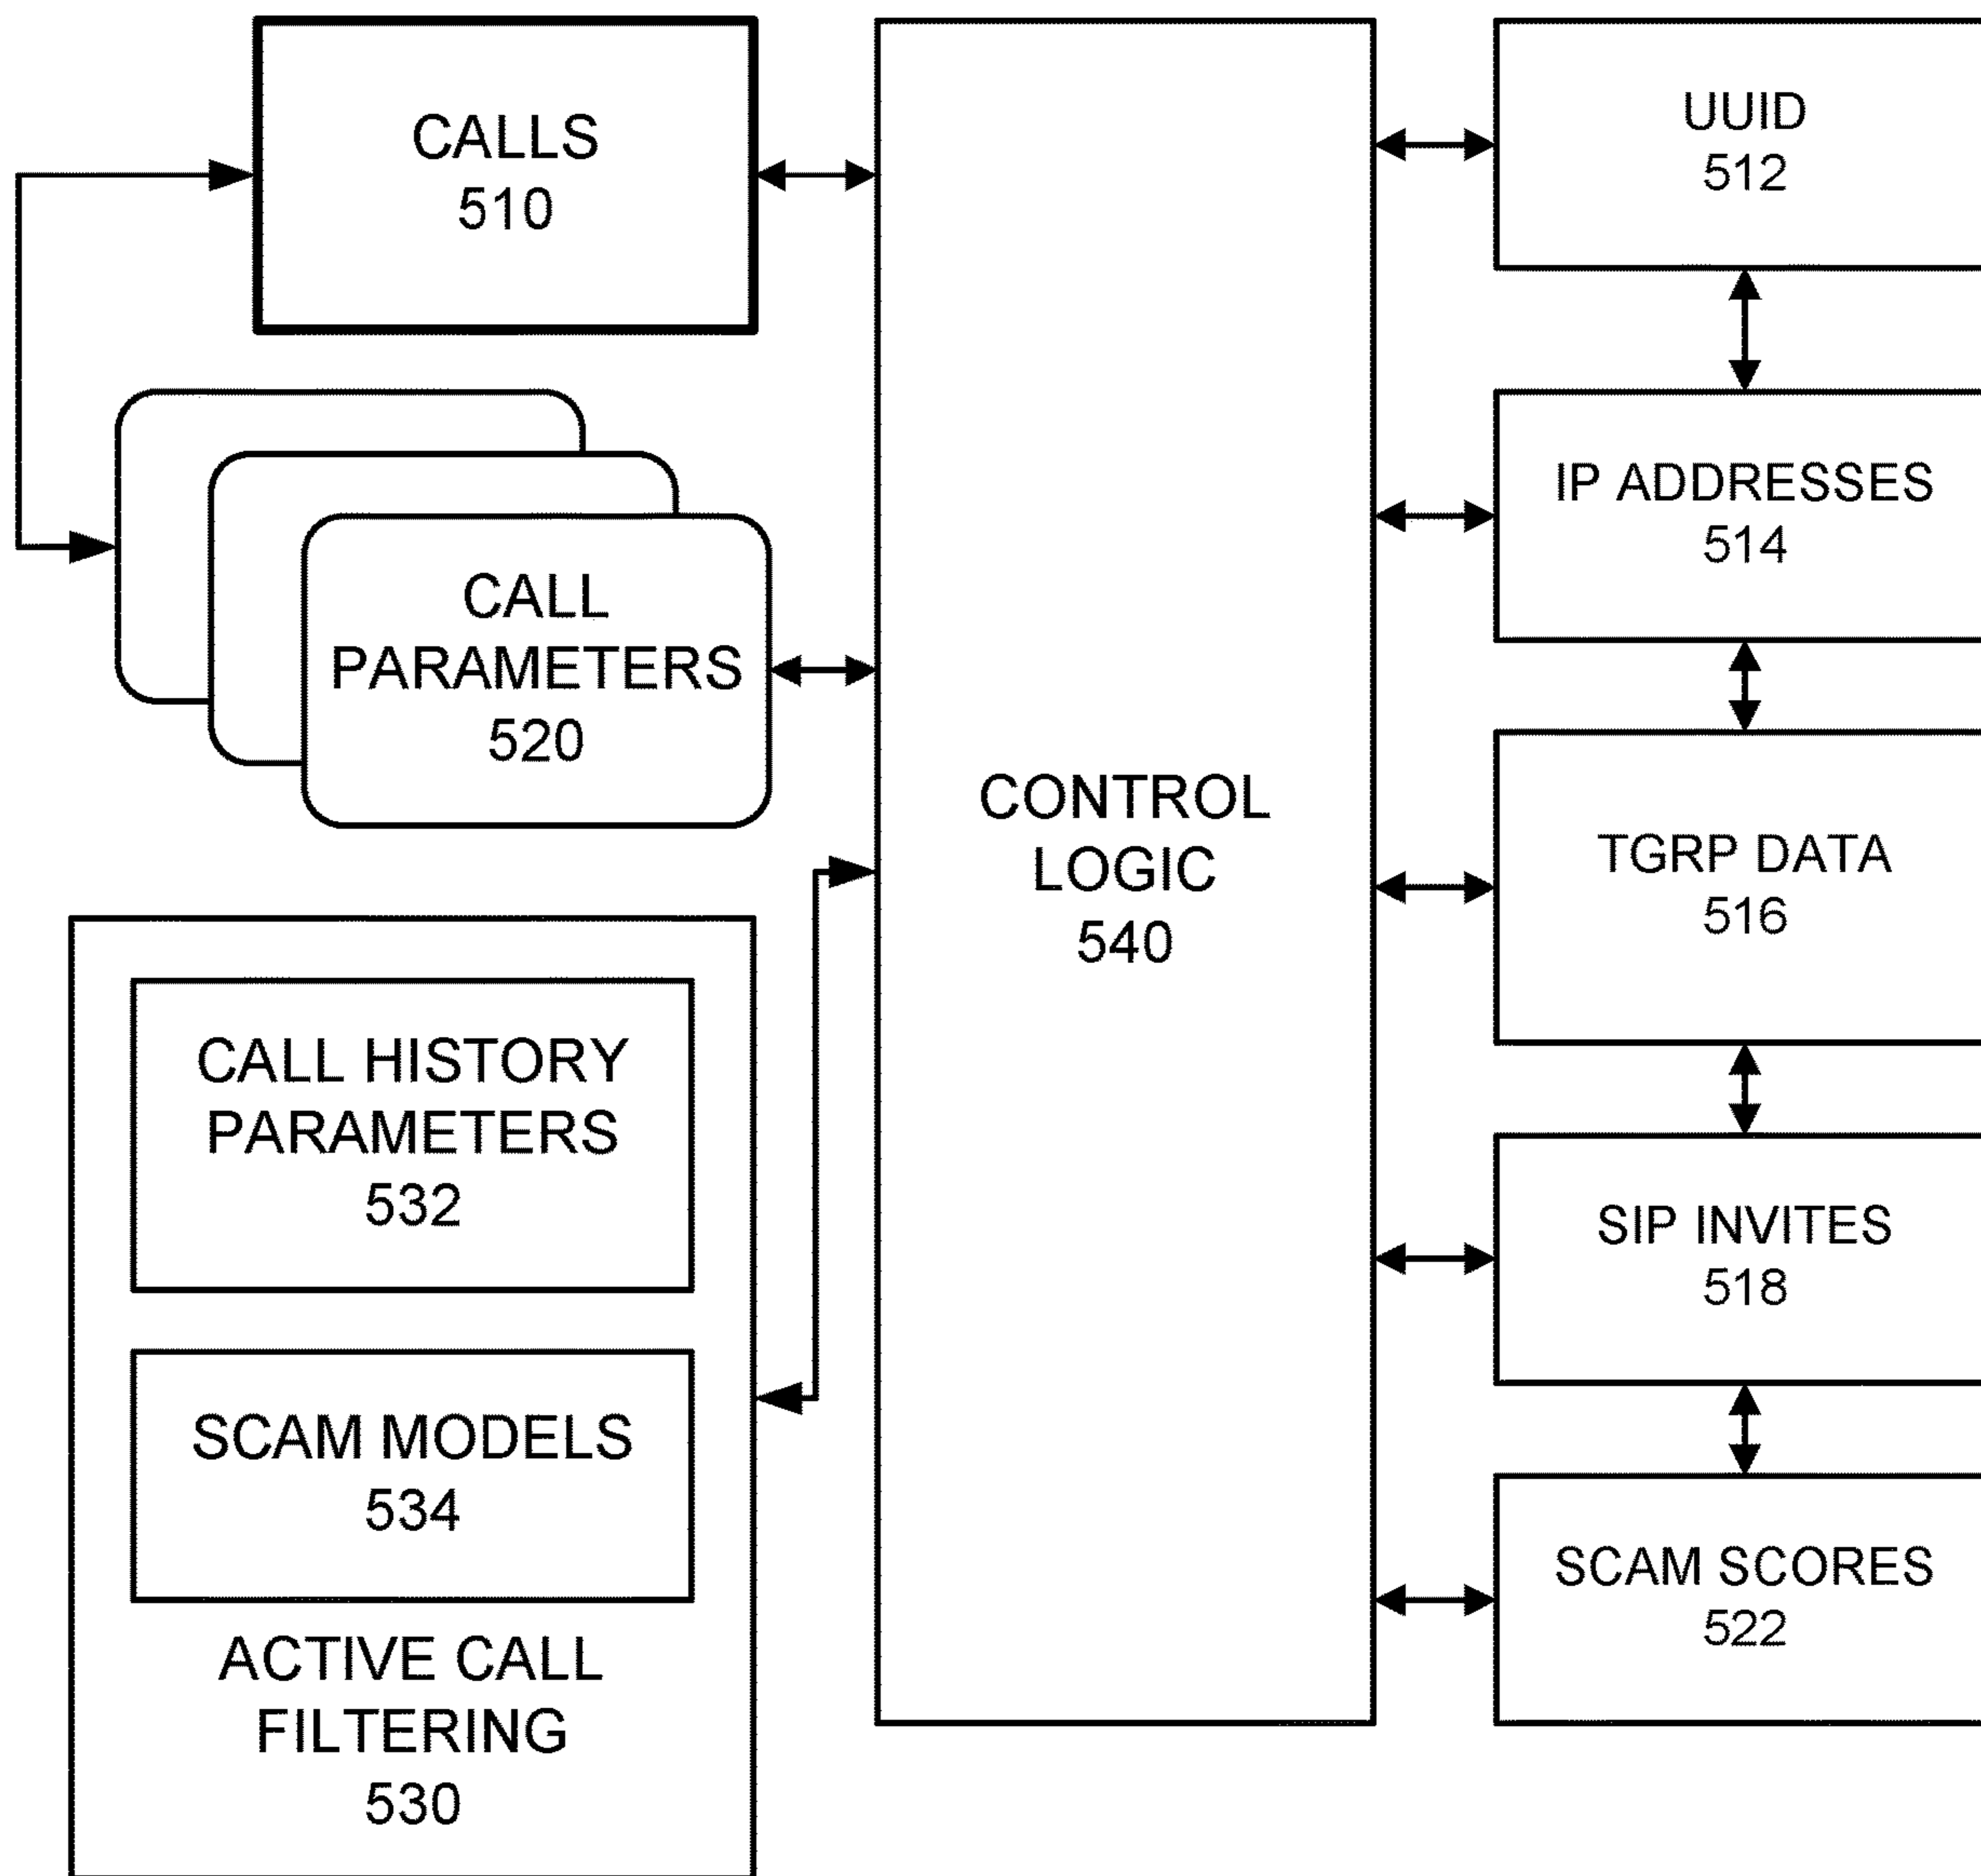 CALLS
510
CALL
PARAMETERS
520
CALL HISTORY
PARAMETERS
532
SCAM MODELS
534
ACTIVE CALL
FILTERING
530
CONTROL
LOGIC
540
UUID
512
IP ADDRESSES
514
TGRP DATA
516
SIP INVITES
518
SCAM SCORES
522